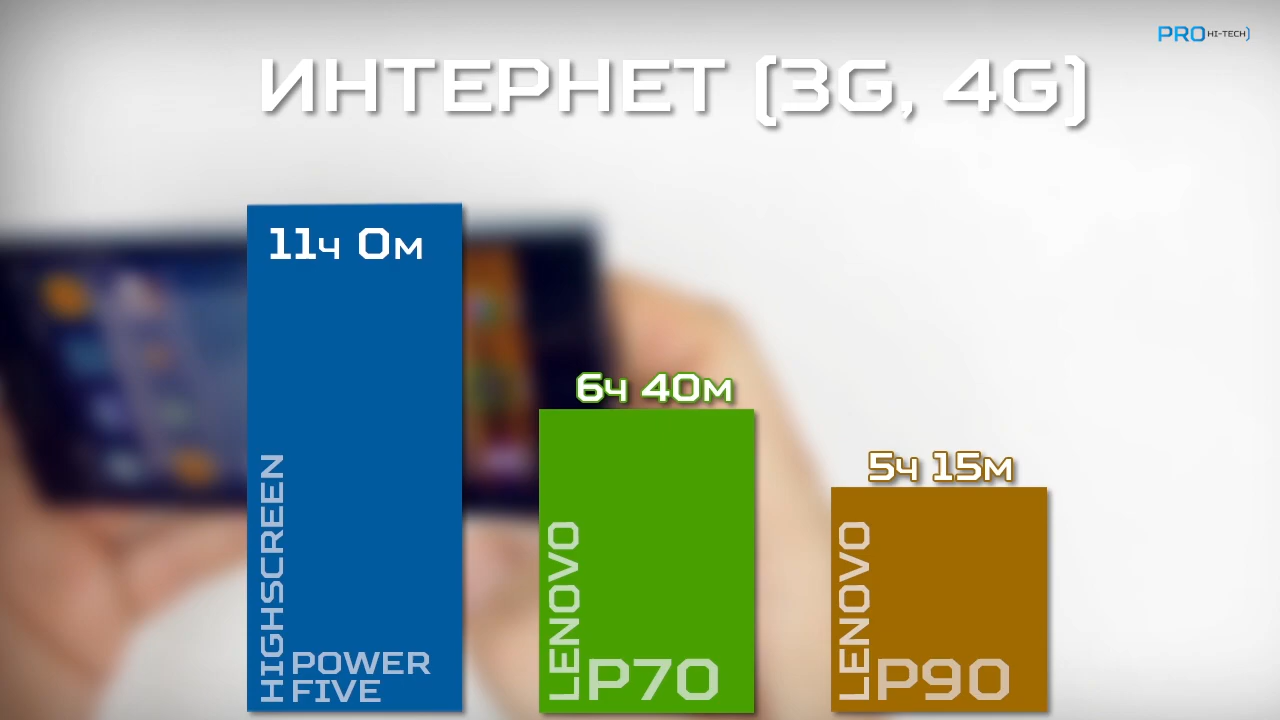 PRO HI-TECH
ИНТЕРНЕТ (3G, 4G)
11ч 0м
6ч 40м
5ч 15м
HIGHSCREEN
POWER
FIVE
LENOVO
P70
LENOVO
P90